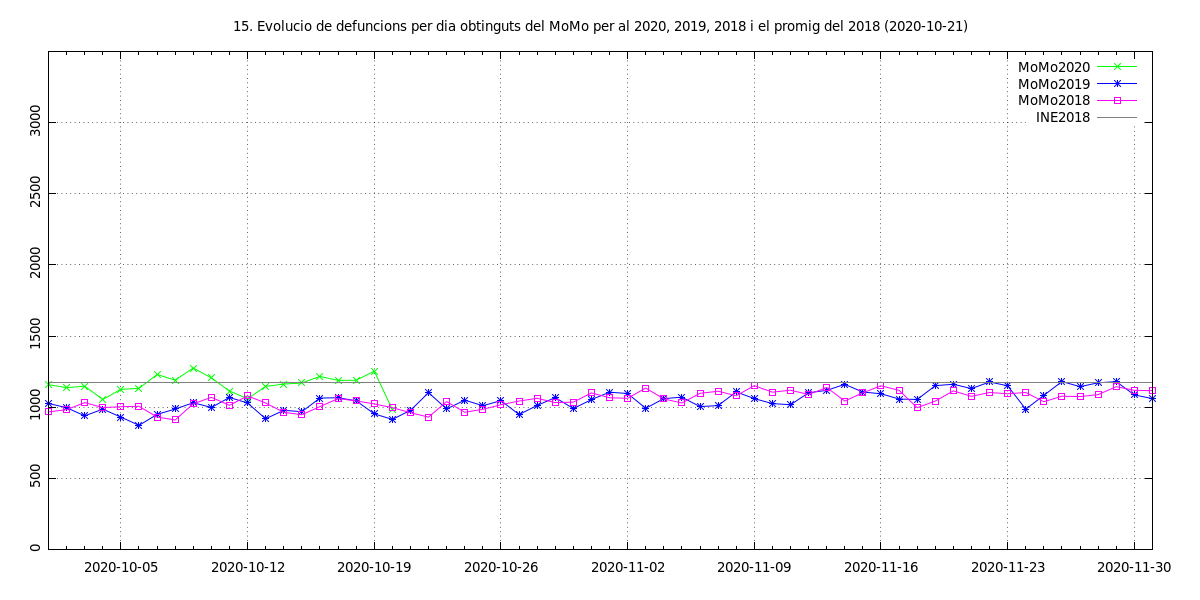 15. Evolucio de defuncions per dia obtinguts del MoMo per al 2020, 2019, 2018 i el promig del 2018 (2020-10-21)
MoMo2020
MoMo2019
MoMo2018
INE2018
3000
2500
2000
1500
1000
500
0
2020-10-05 2020-10-12 2020-10-19 2020-10-26 2020-11-02 2020-11-09 2020-11-16 2020-11-23 2020-11-30